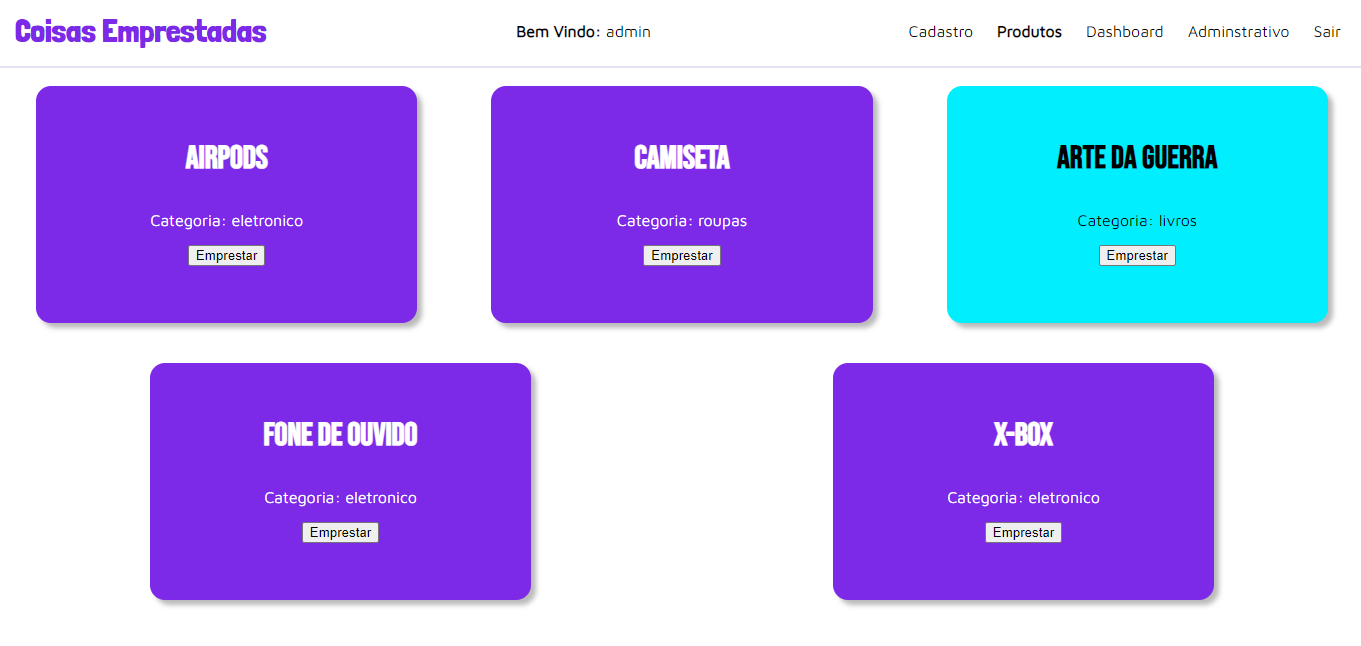 Coisas Emprestadas
Bem Vindo: admin
Cadastro Produtos Dashboard Adminstrativo Sair
AIRPODS
Categoria: eletronico
Emprestar
CAMISETA
Categoria: roupas
Emprestar
ARTE DA GUERRA
Categoria: livros
Emprestar
FONE DE OUVIDO
Categoria: eletronico
Emprestar
X-BOX
Categoria: eletronico
Emprestar